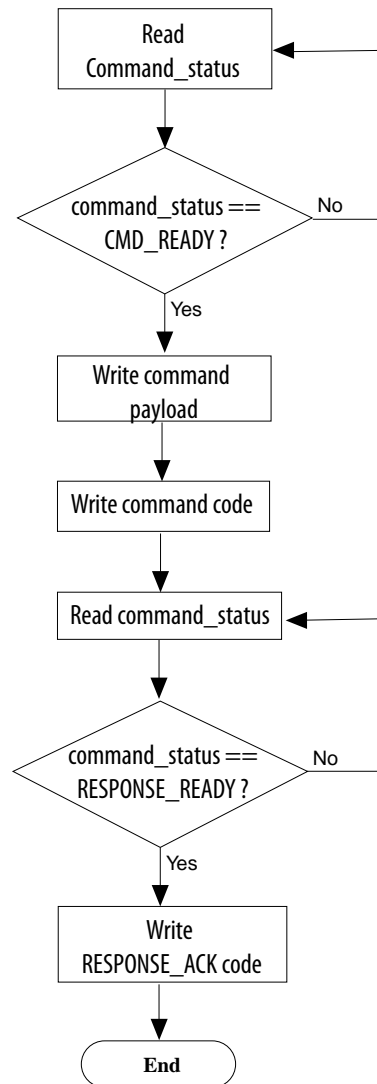 Read
Command_status
command_status ==
CMD_READY ?
No
Yes
Write command
payload
Write command code
Read command_status
command_status ==
RESPONSE_READY ?
No
Yes
Write
RESPONSE_ACK code
End